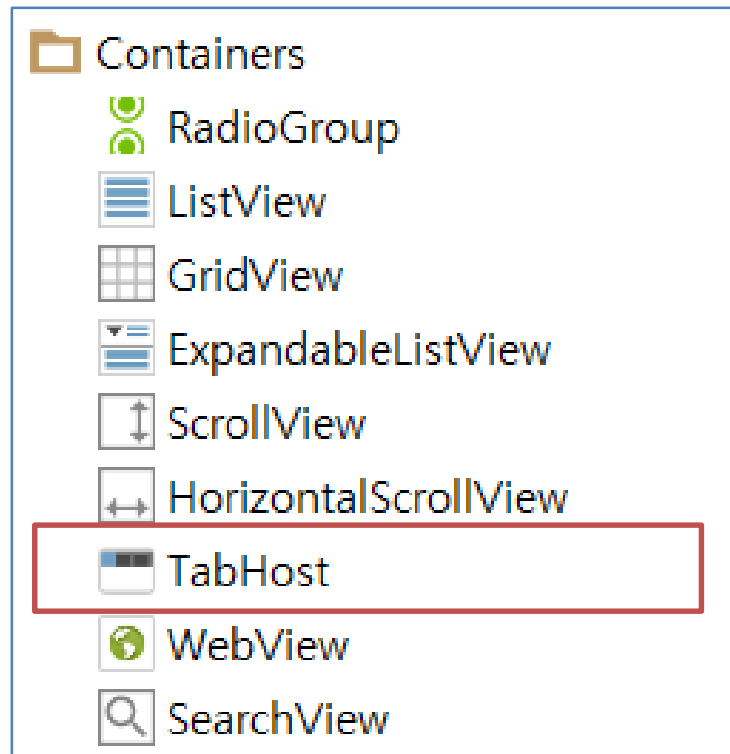 Containers
RadioGroup
ListView
GridView
ExpandableListView
ScrollView
HorizontalScrollView
TabHost
WebView
SearchView